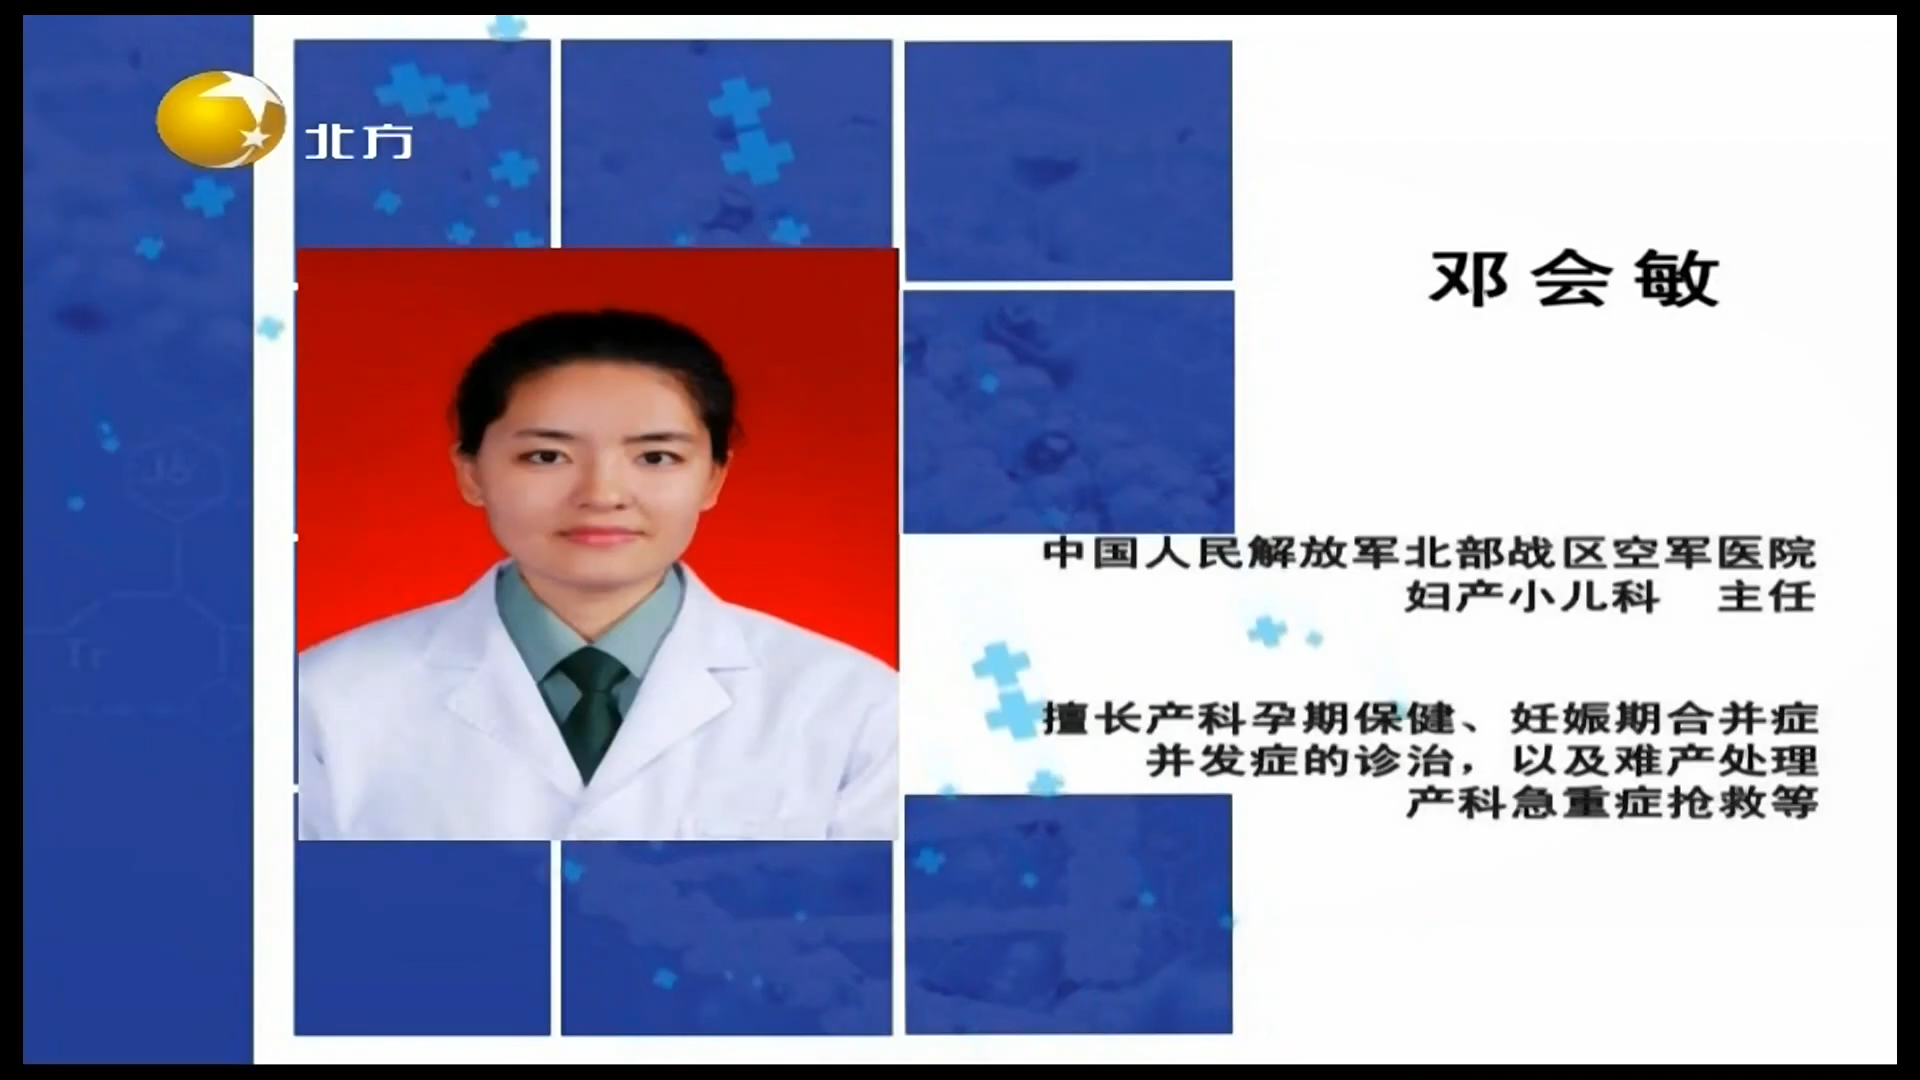 北方
邓会敏
中国人民解放军北部战区空军医院
妇产小儿科 主任
擅长产科孕期保健、妊娠期合并症
并发症的诊治，以及难产处理
产科急重症抢救等
J8
Tr